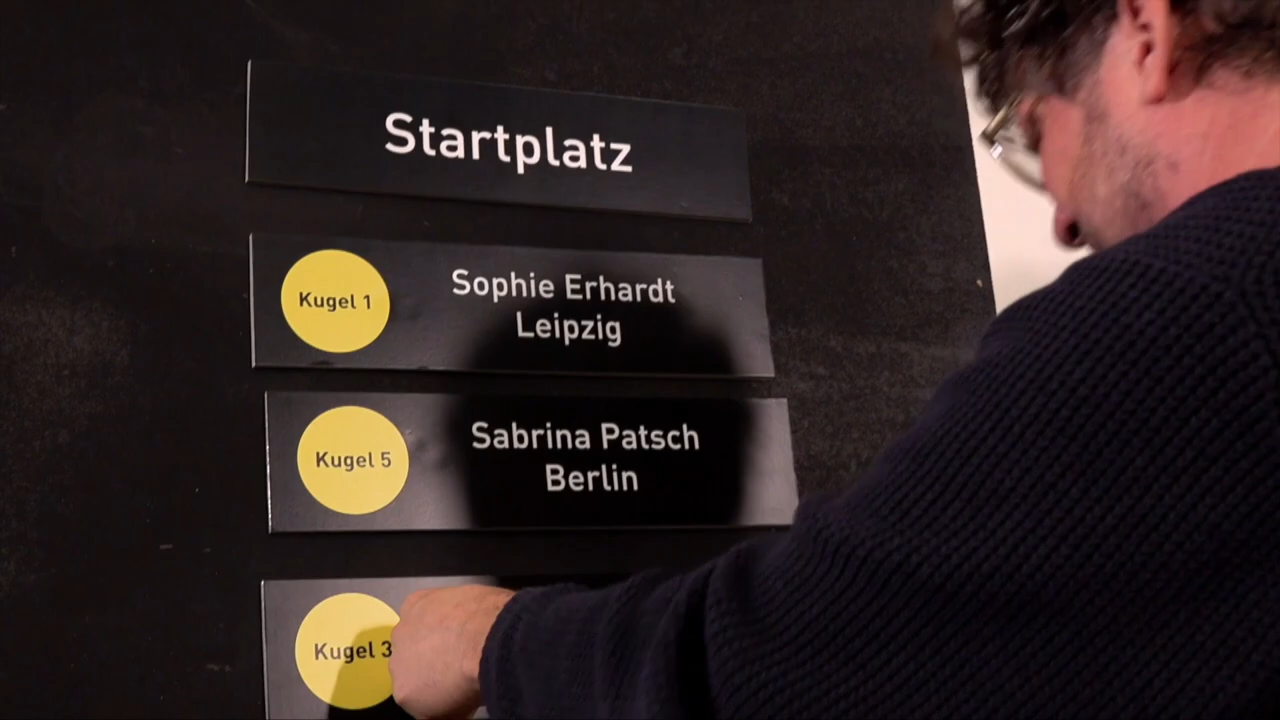 Startplatz
Kugel 1
Sophie Erhardt
Leipzig
Kugel 5
Sabrina Patsch
Berlin
Kugel 3